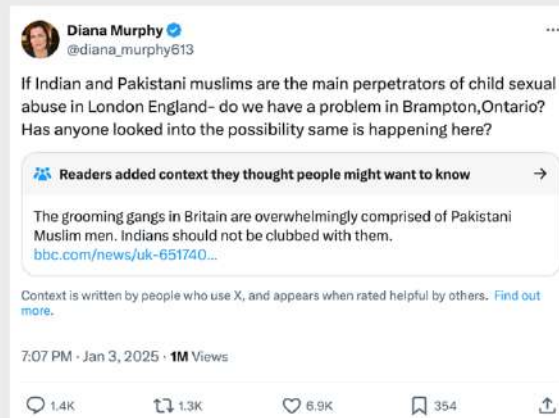 Diana Murphy
...
@diana_murphy613
If Indian and Pakistani muslims are the main perpetrators of child sexual
abuse in London England- do we have a problem in Brampton,Ontario?
Has anyone looked into the possibility same is happening here?
Readers added context they thought people might want to know
The grooming gangs in Britain are overwhelmingly comprised of Pakistani
Muslim men. Indians should not be clubbed with them.
bbc.com/news/uk-651740...
Context is written by people who use X, and appears when rated helpful by others. Find out
more.
7:07 PM · Jan 3, 2025 · 1M Views
1.4K 1.3K 6.9K 354